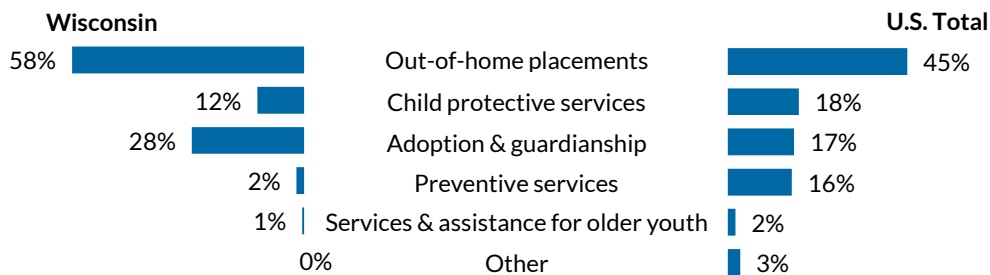 Wisconsin U.S. Total
58% Out-of-home placements 45%
12% Child protective services 18%
28% Adoption & guardianship 17%
2% Preventive services 16%
1% Services & assistance for older youth 2%
0% Other 3%